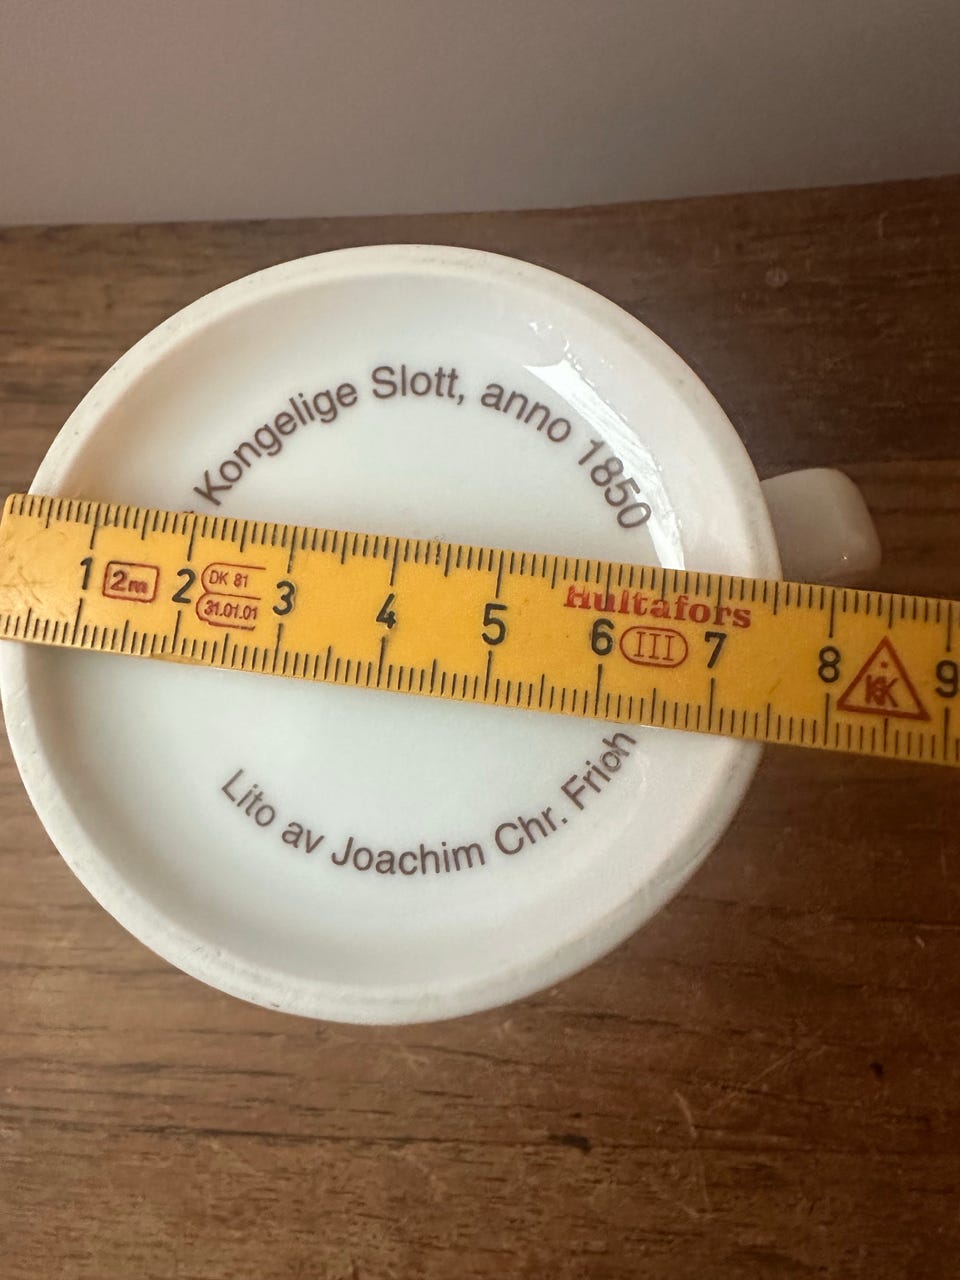 Kongelige Slott, anno 1850
1 2m 2 DK 81 31.01.01 3 4 5 Hultafors 6 III 7 8 9
Lito av Joachim Chr. Frich